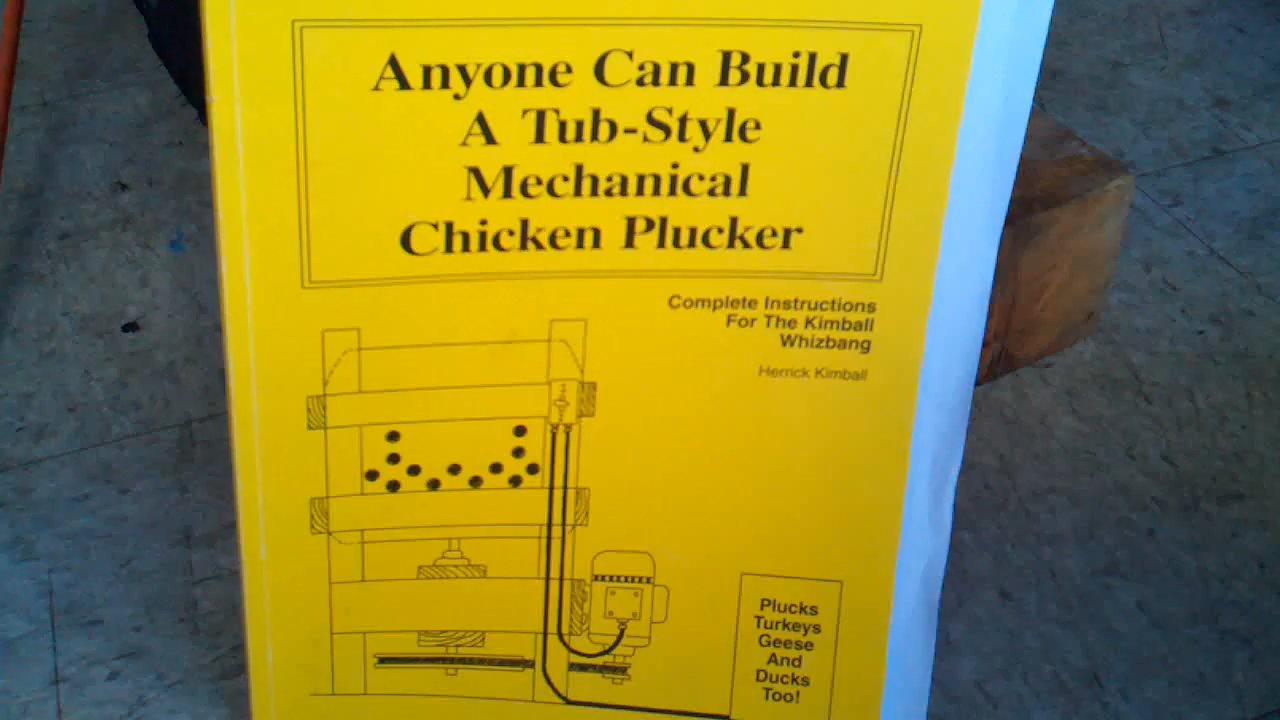 Anyone Can Build
A Tub-Style
Mechanical
Chicken Plucker
Complete Instructions
For The Kimball
Whizbang
Herrick Kimball
Plucks
Turkeys
Geese
And
Ducks
Too!